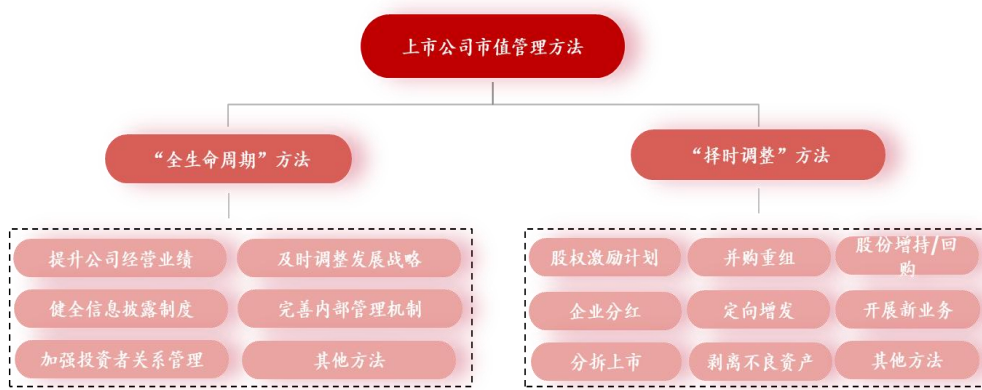 上市公司市值管理方法
“全生命周期”方法
“择时调整”方法
提升公司经营业绩
及时调整发展战略
健全信息披露制度
完善内部管理机制
加强投资者关系管理
其他方法
股权激励计划
并购重组
股份增持/回
购
企业分红
定向增发
开展新业务
分拆上市
剥离不良资产
其他方法